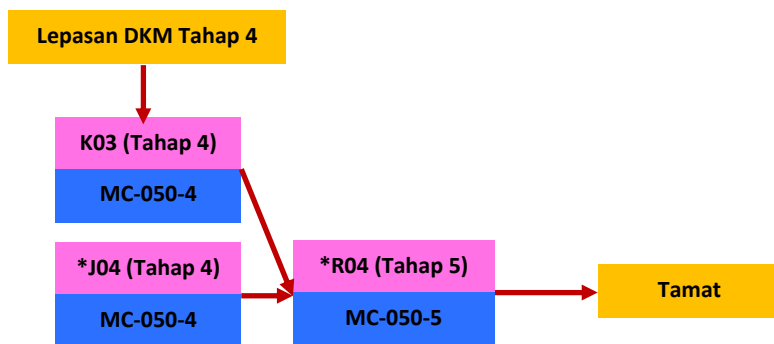 Lepasan DKM Tahap 4
K03 (Tahap 4)
MC-050-4
*J04 (Tahap 4)
MC-050-4
*R04 (Tahap 5)
MC-050-5
Tamat